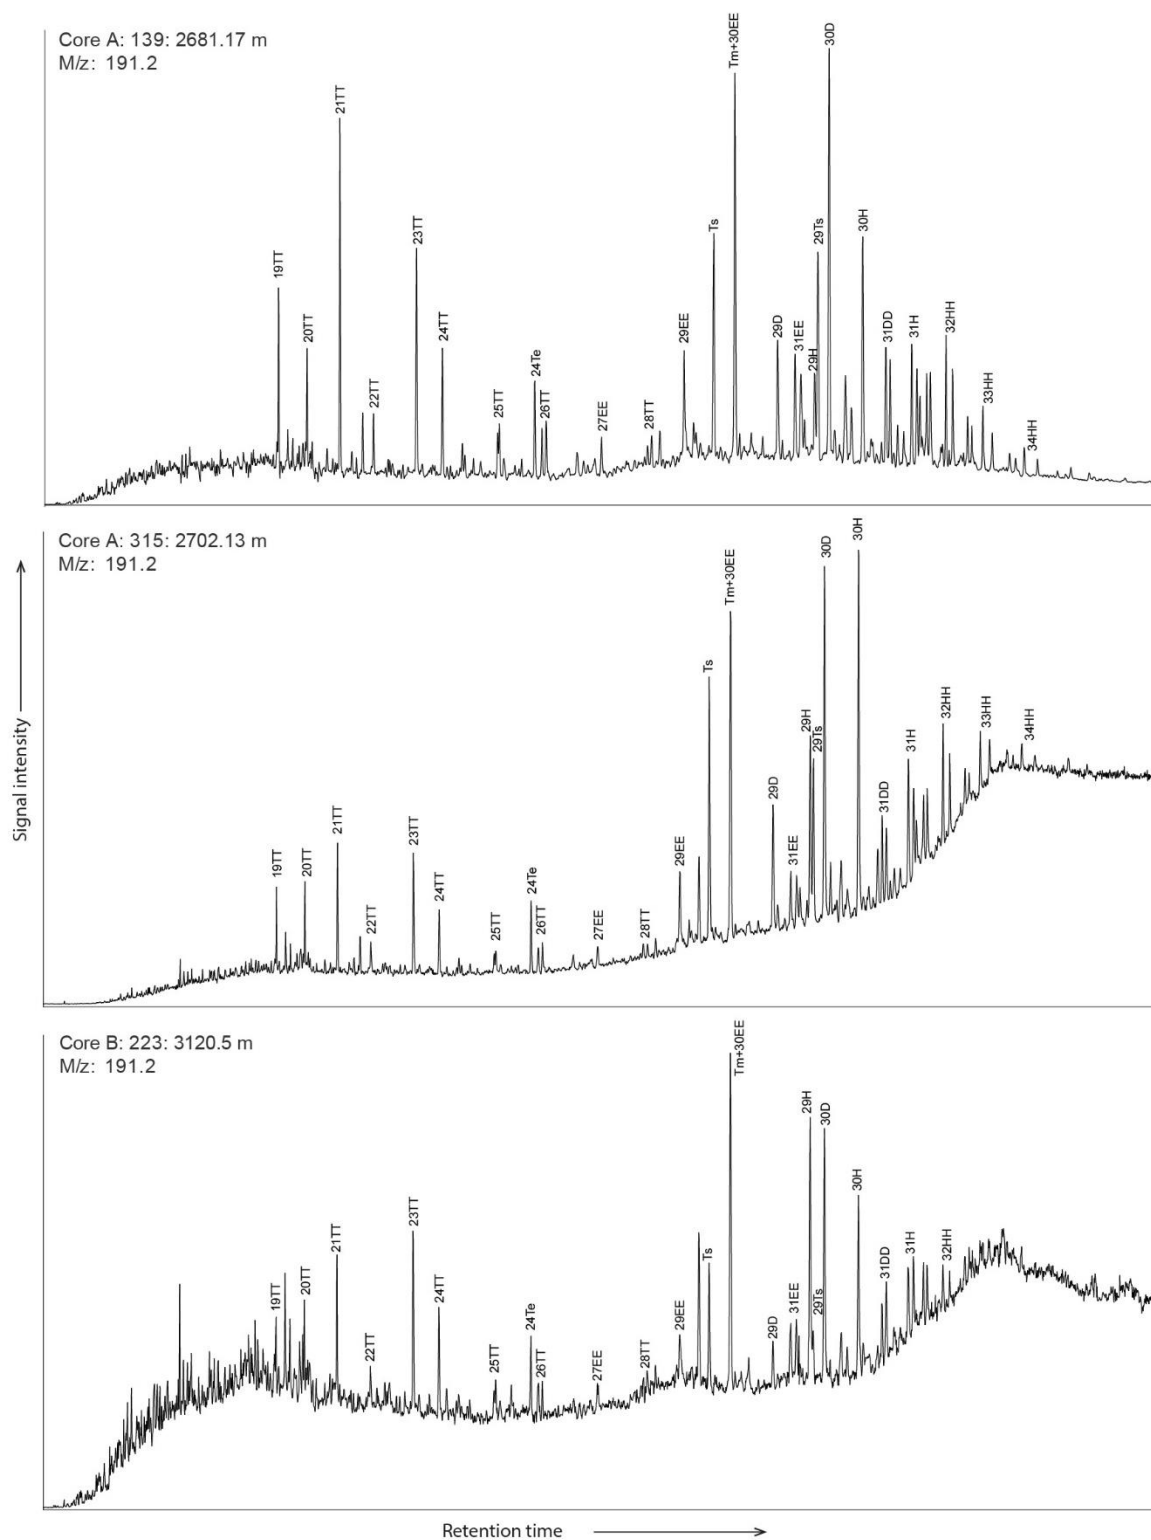 Core A: 139: 2681.17 m
M/z: 191.2
19TT
20TT
21TT
22TT
23TT
24TT
25TT
24Te
26TT
27EE
28TT
29EE
Ts
Tm+30EE
29D
31EE
29H
29Ts
30D
30H
31DD
31H
32HH
33HH
34HH
Core A: 315: 2702.13 m
M/z: 191.2
19TT
20TT
21TT
22TT
23TT
24TT
25TT
24Te
26TT
27EE
28TT
29EE
Ts
Tm+30EE
29D
31EE
29H
29Ts
30D
30H
31DD
31H
32HH
33HH
34HH
Signal intensity
Core B: 223: 3120.5 m
M/z: 191.2
19TT
20TT
21TT
22TT
23TT
24TT
25TT
24Te
26TT
27EE
28TT
29EE
Ts
Tm+30EE
29D
31EE
29H
29Ts
30D
30H
31DD
31H
32HH
Retention time